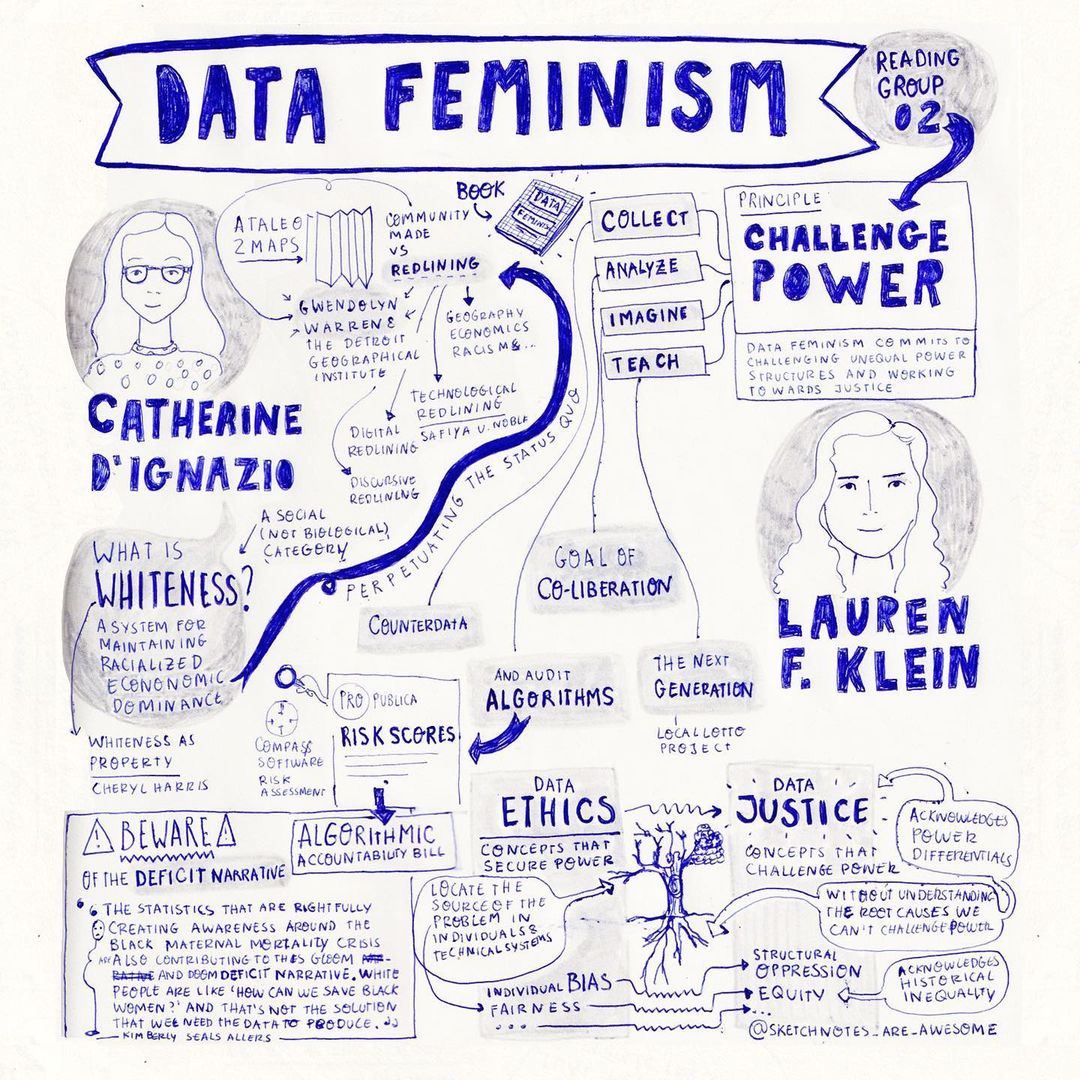 DATA FEMINISM
READING
GROUP
02
BOOK
DATA
FEMINIS
A TALE O
2 MAPS
COMMUNITY
MADE
VS
REDLINING
GWENDOLYN
WARREN &
THE DETROIT
GEOGRAPHICAL
INSTITUTE
GEOGRAPHY
ECONOMICS
RACISM &...
TECHNOLOGICAL
REDLINING
SAFIYA U. NOBLE
DIGITAL
REDLINING
DISCURSIVE
REDLINING
CATHERINE
D'IGNAZIO
COLLECT
ANALYZE
IMAGINE
TEACH
PRINCIPLE
CHALLENGE
POWER
DATA FEMINISM COMMITS TO
CHALLENGING UNEQUAL POWER
STRUCTURES AND WORKING
TOWARDS JUSTICE
LAUREN
F. KLEIN
A SOCIAL
(NOT BIOLOGICAL)
CATEGORY
WHAT IS
WHITENESS?
A SYSTEM FOR
MAINTAINING
RACIALIZED
ECONONOMIC
DOMINANCE
WHITENESS AS
PROPERTY
CHERYL HARRIS
PERPETUATING THE STATUS QUO
COUNTERDATA
GOAL OF
CO-LIBERATION
AND AUDIT
ALGORITHMS
THE NEXT
GENERATION
LOCAL LOTTO
PROJECT
PRO PUBLICA
RISK SCORES
COMPASS
SOFTWARE
RISK
ASSESSMENT
ALGORITHMIC
ACCOUNTABILITY BILL
BEWARE
OF THE DEFICIT NARRATIVE
“THE STATISTICS THAT ARE RIGHTFULLY
CREATING AWARENESS AROUND THE
BLACK MATERNAL MORTALITY CRISIS
ARE ALSO CONTRIBUTING TO THIS GLOOM
AND DOOM DEFICIT NARRATIVE. WHITE
PEOPLE ARE LIKE 'HOW CAN WE SAVE BLACK
WOMEN?' AND THAT'S NOT THE SOLUTION
THAT WE NEED THE DATA TO PRODUCE.”
KIMBERLY SEALS ALLERS
DATA
ETHICS
CONCEPTS THAT
SECURE POWER
LOCATE THE
SOURCE OF THE
PROBLEM IN
INDIVIDUALS &
TECHNICAL SYSTEMS
INDIVIDUAL BIAS
FAIRNESS
...
DATA
JUSTICE
CONCEPTS THAT
CHALLENGE POWER
ACKNOWLEDGES
POWER
DIFFERENTIALS
WITHOUT UNDERSTANDING
THE ROOT CAUSES WE
CAN'T CHALLENGE POWER
STRUCTURAL
OPPRESSION
EQUITY
...
ACKNOWLEDGES
HISTORICAL
INEQUALITY
@SKETCHNOTES_ARE_AWESOME